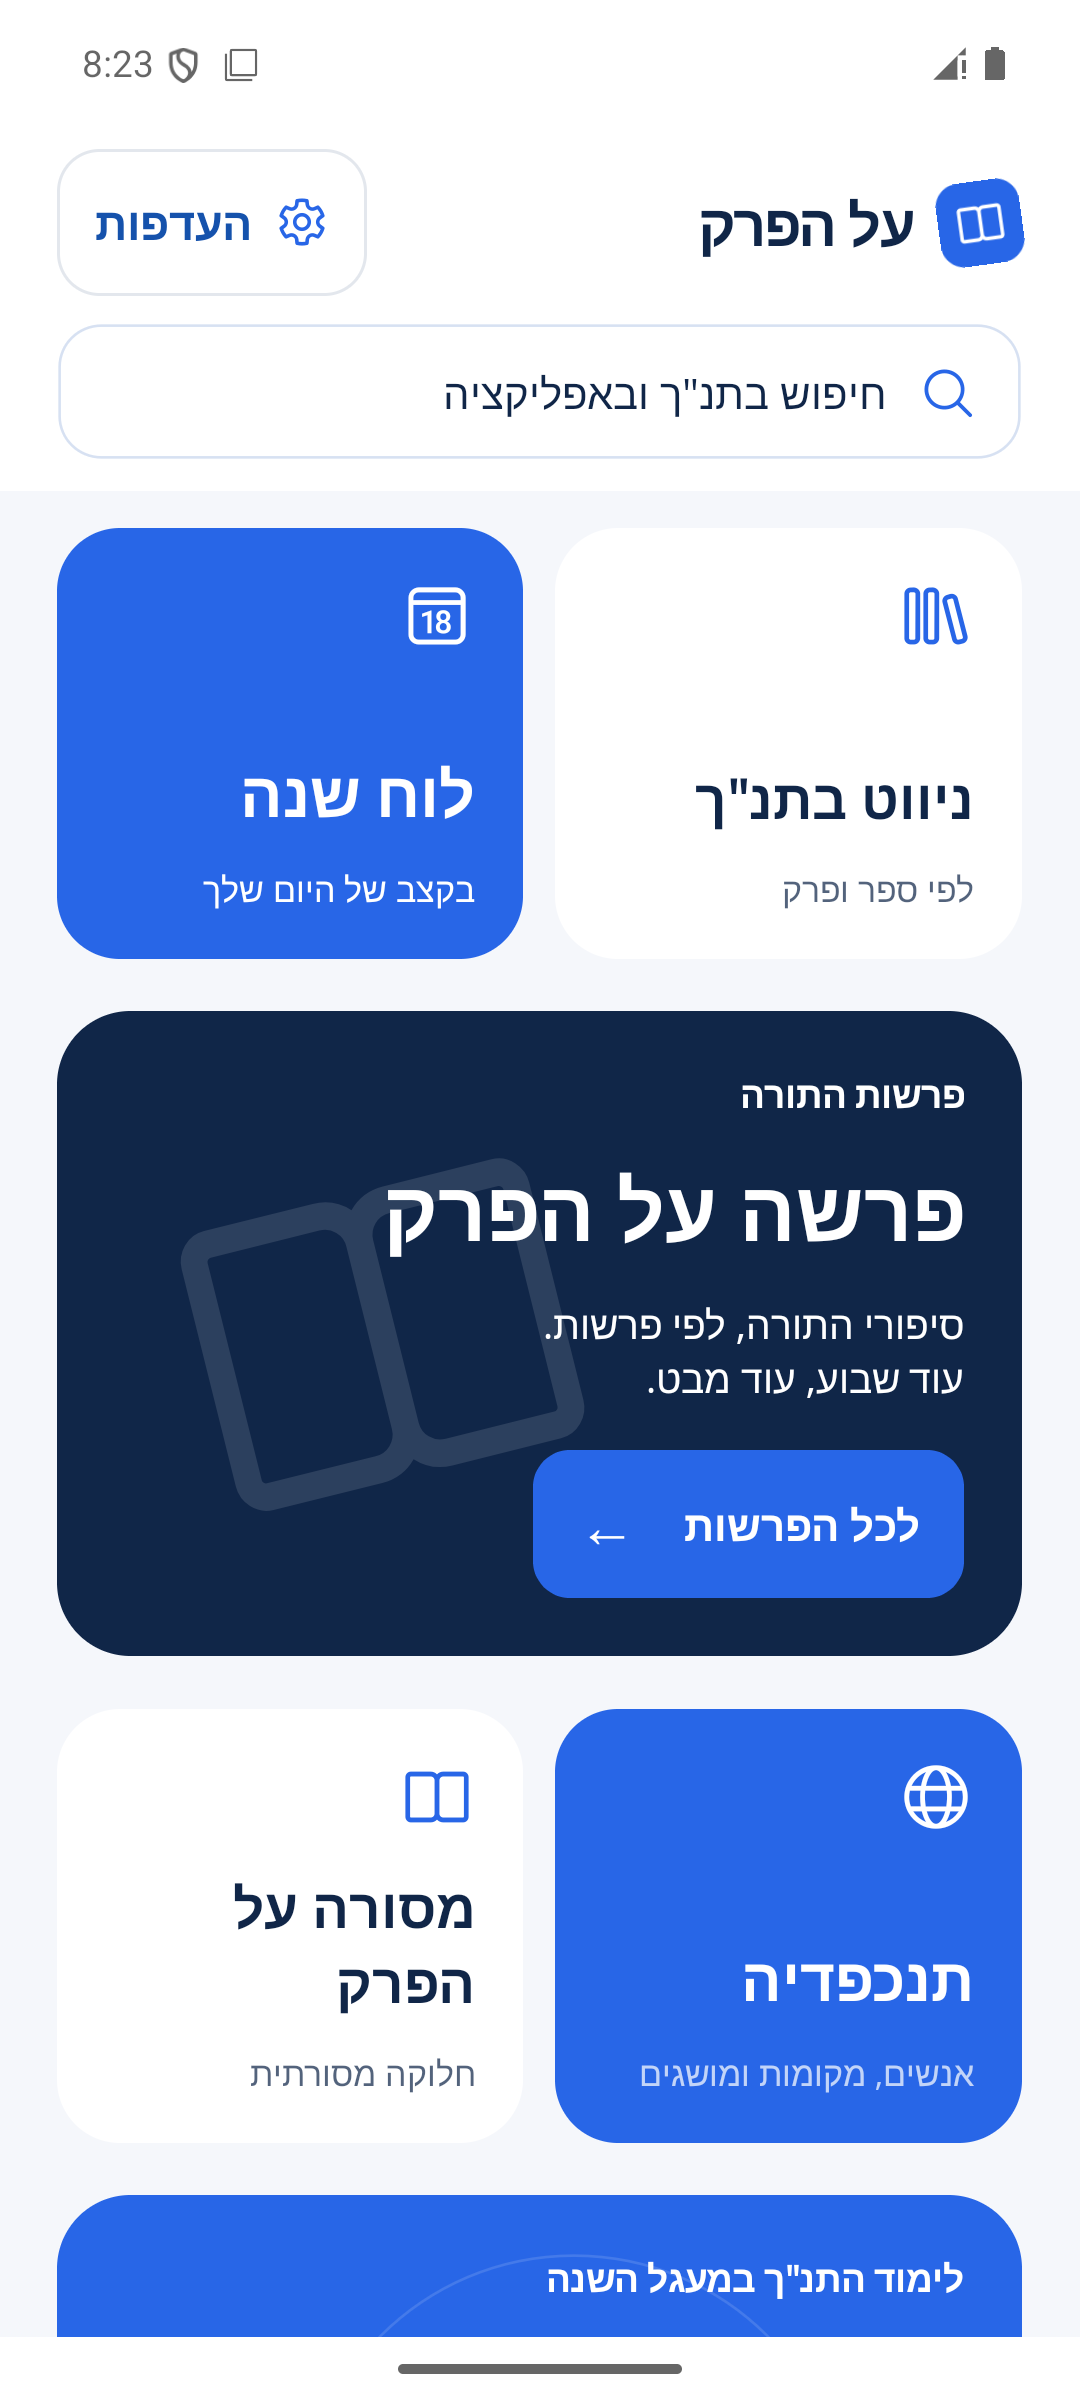 8:23
על הפרק
העדפות
חיפוש בתנ"ך ובאפליקציה
ניווט בתנ"ך
לפי ספר ופרק
18
לוח שנה
בקצב של היום שלך
פרשות התורה
פרשה על הפרק
סיפורי התורה, לפי פרשות.
עוד שבוע, עוד מבט.
לכל הפרשות ←
תנכפדיה
אנשים, מקומות ומושגים
מסורה על
הפרק
חלוקה מסורתית
לימוד התנ"ך במעגל השנה